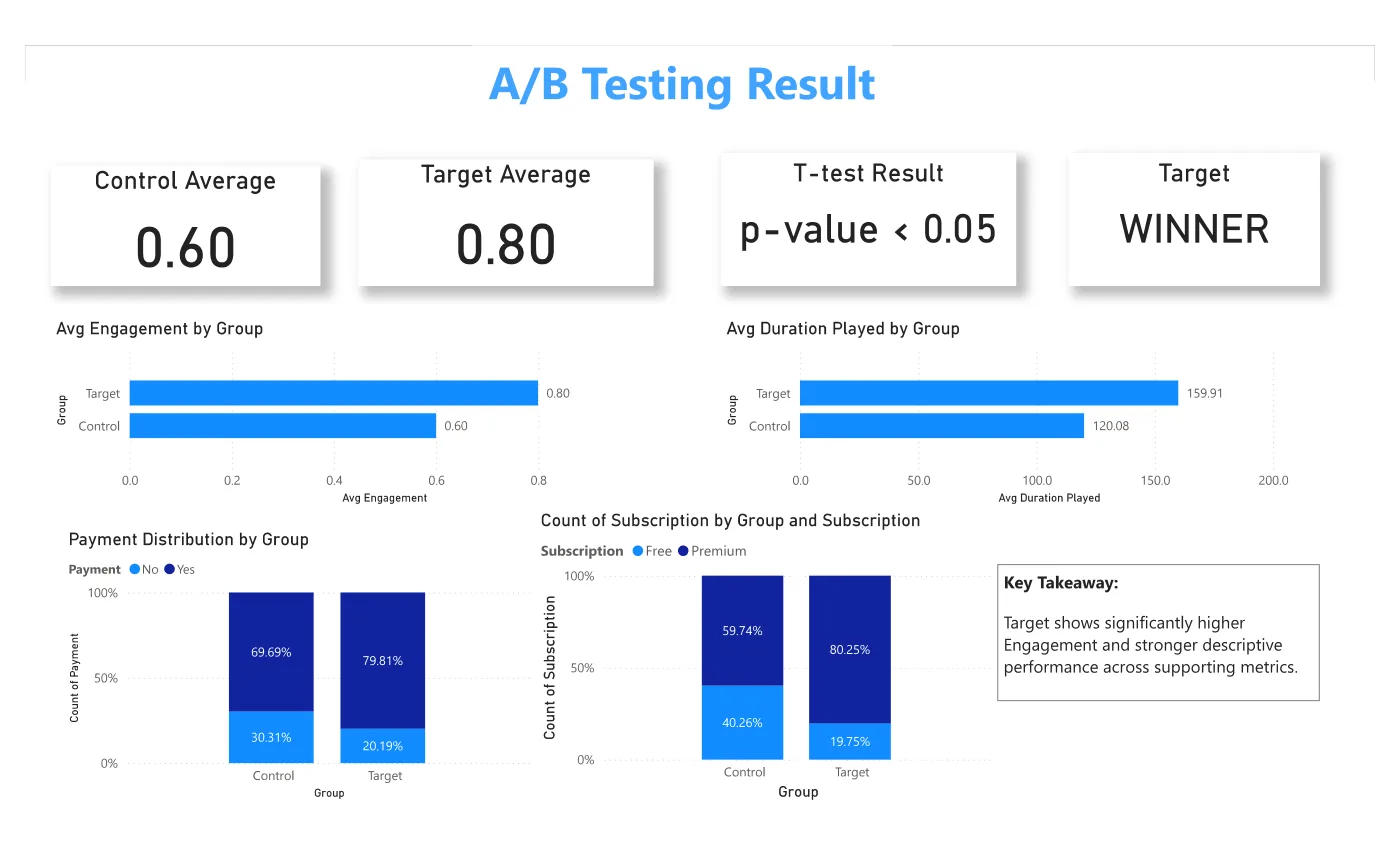 A/B Testing Result
Control Average
0.60
Target Average
0.80
T-test Result
p-value < 0.05
Target
WINNER
Avg Engagement by Group
Group
Target
0.80
Control
0.60
0.0 0.2 0.4 0.6 0.8
Avg Engagement
Avg Duration Played by Group
Group
Target
159.91
Control
120.08
0.0 50.0 100.0 150.0 200.0
Avg Duration Played
Payment Distribution by Group
Payment No Yes
Count of Payment
100%
50%
0%
69.69%
30.31%
79.81%
20.19%
Control Target
Group
Count of Subscription by Group and Subscription
Subscription Free Premium
Count of Subscription
100%
50%
0%
59.74%
40.26%
80.25%
19.75%
Control Target
Group
Key Takeaway:
Target shows significantly higher
Engagement and stronger descriptive
performance across supporting metrics.